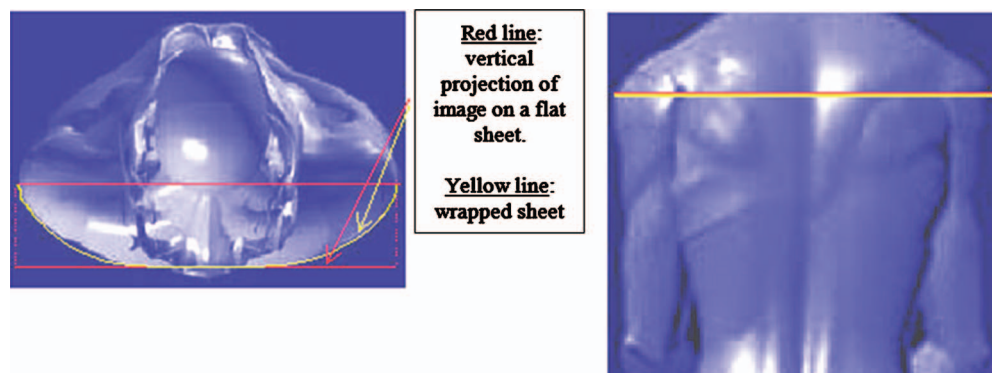 Red line:
vertical
projection of
image on a flat
sheet.
Yellow line:
wrapped sheet